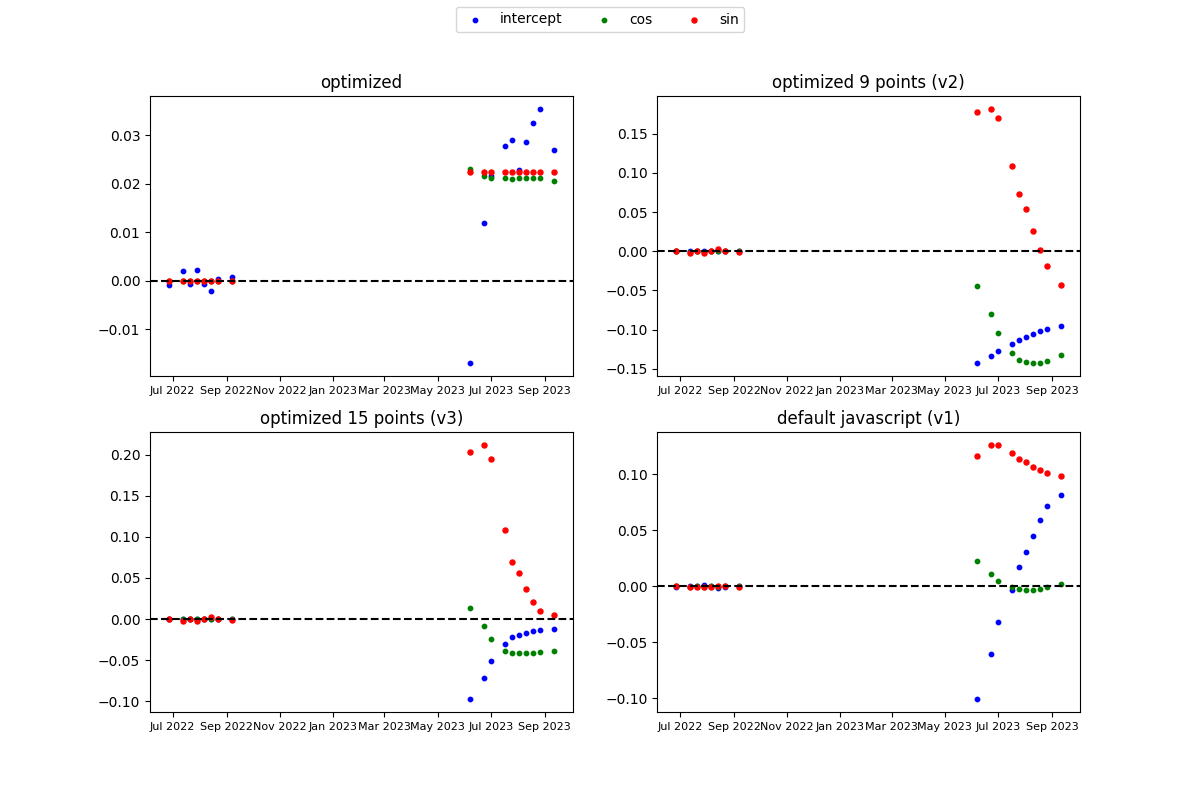 intercept cos sin
optimized
0.03
0.02
0.01
0.00
−0.01
Jul 2022 Sep 2022 Nov 2022 Jan 2023 Mar 2023 May 2023 Jul 2023 Sep 2023
optimized 9 points (v2)
0.15
0.10
0.05
0.00
−0.05
−0.10
−0.15
Jul 2022 Sep 2022 Nov 2022 Jan 2023 Mar 2023 May 2023 Jul 2023 Sep 2023
optimized 15 points (v3)
0.20
0.15
0.10
0.05
0.00
−0.05
−0.10
Jul 2022 Sep 2022 Nov 2022 Jan 2023 Mar 2023 May 2023 Jul 2023 Sep 2023
default javascript (v1)
0.10
0.05
0.00
−0.05
−0.10
Jul 2022 Sep 2022 Nov 2022 Jan 2023 Mar 2023 May 2023 Jul 2023 Sep 2023